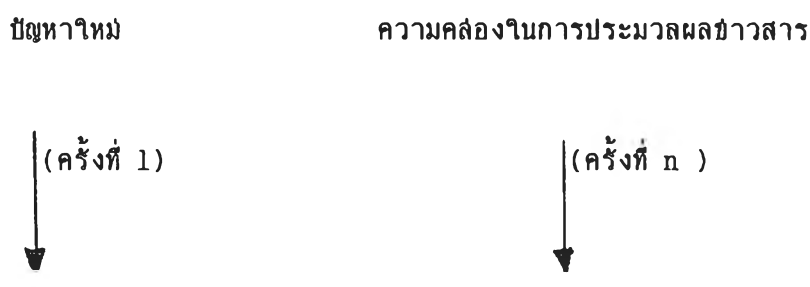 ปัญหาใหม่ ความคล่องในการประมวลผลข่าวสาร
(ครั้งที่ 1) (ครั้งที่ n )